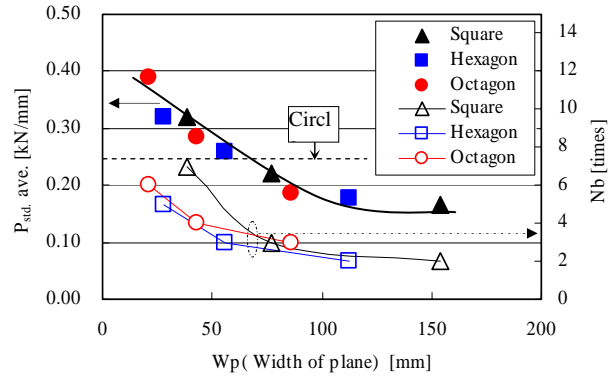 P std. ave. [kN/mm]
0.50
0.40
0.30
0.20
0.10
0.00
0
50
100
150
200
Wp( Width of plane) [mm]
14
12
10
8
6
4
2
0
Nb [times]
Square
Hexagon
Octagon
Square
Hexagon
Octagon
Circl